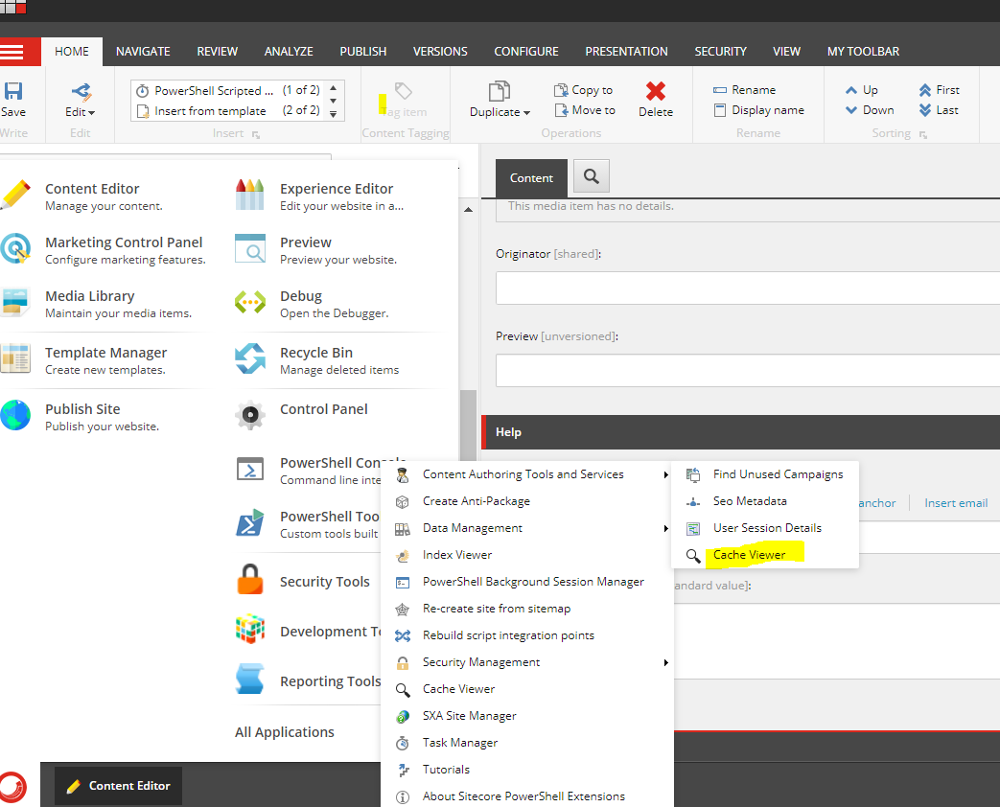 HOME NAVIGATE REVIEW ANALYZE PUBLISH VERSIONS CONFIGURE PRESENTATION SECURITY VIEW MY TOOLBAR
Save
Write
Edit
Edit
PowerShell Scripted ... (1 of 2)
Insert from template (2 of 2)
Insert
Tag item
Content Tagging
Duplicate
Copy to
Move to
Delete
Operations
Rename
Display name
Rename
Up
Down
First
Last
Sorting
Content Editor
Manage your content.
Marketing Control Panel
Configure marketing features.
Media Library
Maintain your media items.
Template Manager
Create new templates.
Publish Site
Publish your website.
Experience Editor
Edit your website in a...
Preview
Preview your website.
Debug
Open the Debugger.
Recycle Bin
Manage deleted items
Control Panel
PowerShell Console
Command line inte
PowerShell Too
Custom tools built
Security Tools
Development To
Reporting Tools
All Applications
Content Editor
Content Authoring Tools and Services
Create Anti-Package
Data Management
Index Viewer
PowerShell Background Session Manager
Re-create site from sitemap
Rebuild script integration points
Security Management
Cache Viewer
SXA Site Manager
Task Manager
Tutorials
About Sitecore PowerShell Extensions
Find Unused Campaigns
Seo Metadata
User Session Details
Cache Viewer
Content
This media item has no details.
Originator [shared]:
Preview [unversioned]:
Help
anchor Insert email
andard value]: